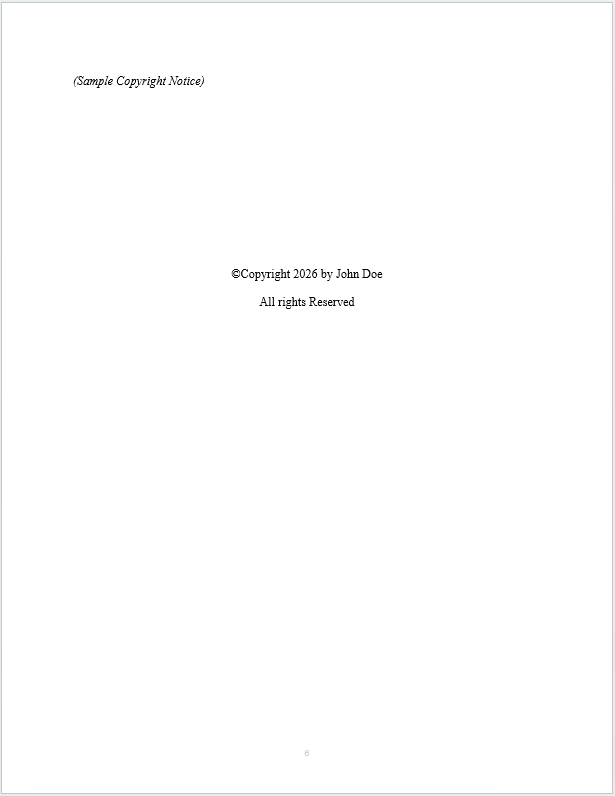 (Sample Copyright Notice)
©Copyright 2026 by John Doe
All rights Reserved
6